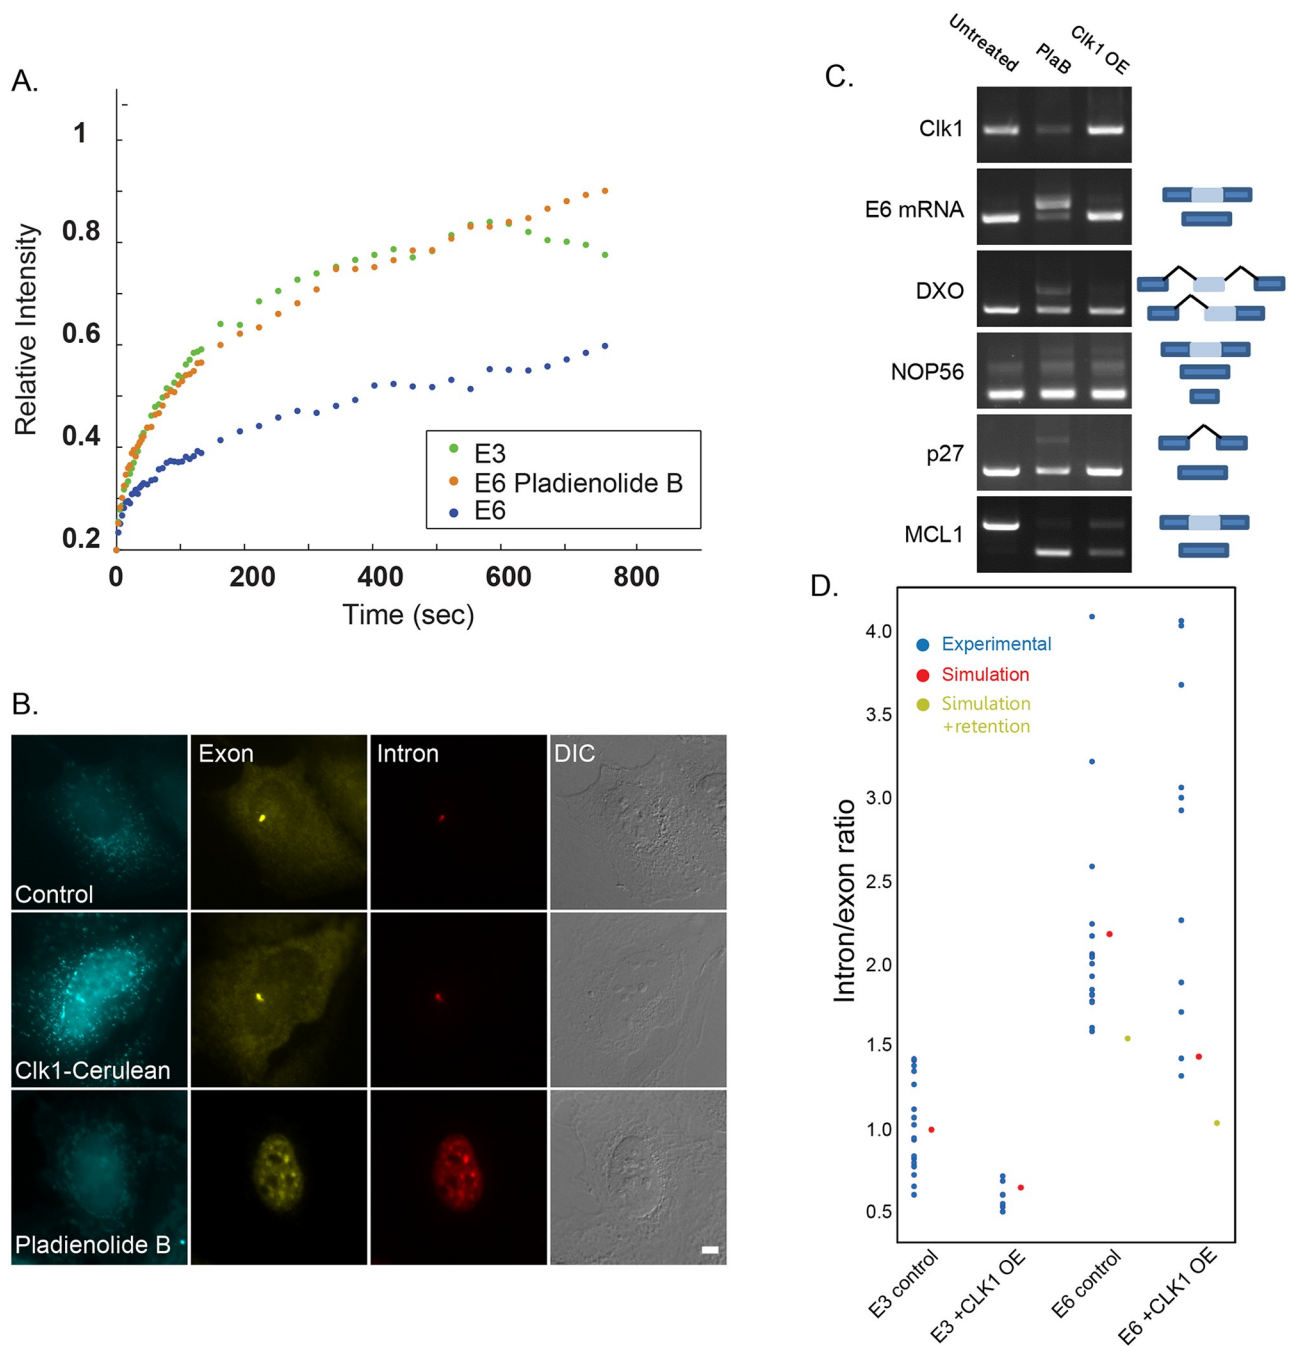 A.
1
0.8
0.6
0.4
0.2
0
200
400
600
800
Relative Intensity
Time (sec)
E3
E6 Pladienolide B
E6
B.
Exon
Intron
DIC
Control
Clk1-Cerulean
Pladienolide B
C.
Untreated
PlaB
Clk1 OE
Clk1
E6 mRNA
DXO
NOP56
p27
MCL1
D.
4.0
3.5
3.0
2.5
2.0
1.5
1.0
0.5
Intron/exon ratio
Experimental
Simulation
Simulation
+retention
E3 control
E3 +CLK1 OE
E6 control
E6 +CLK1 OE